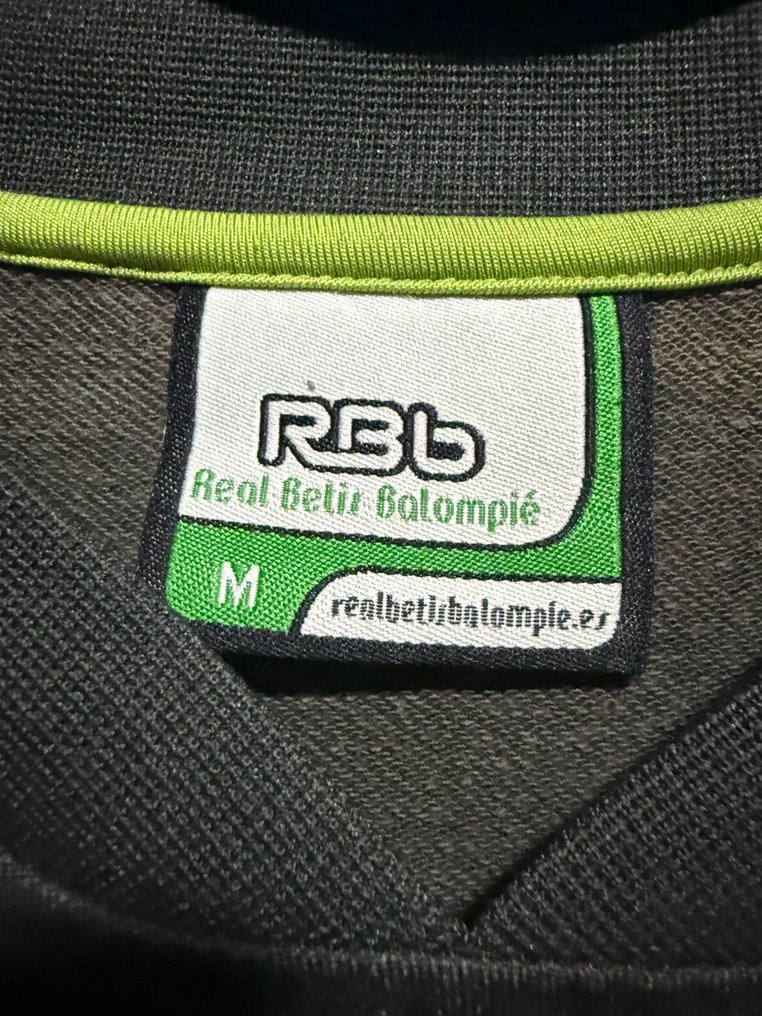 RBb
Real Betis Balompié
M
realbetisbalompie.es